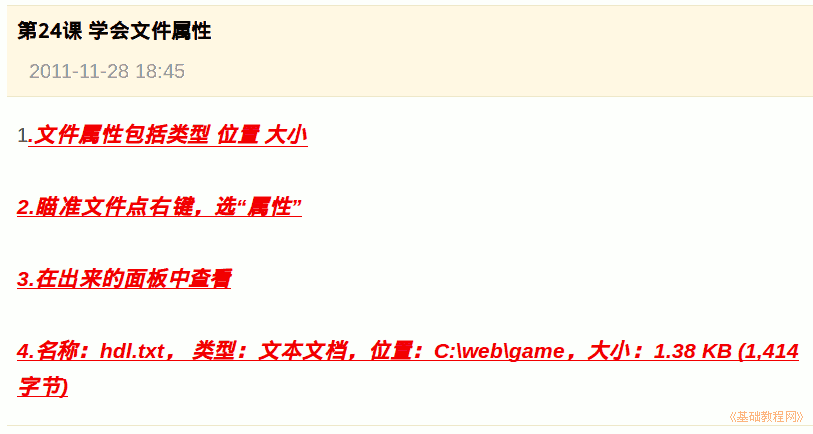 第24课 学会文件属性
2011-11-28 18:45
1.文件属性包括类型 位置 大小
2.瞄准文件点右键，选“属性”
3.在出来的面板中查看
4.名称：hdl.txt， 类型：文本文档，位置：C:\web\game，大小：1.38 KB (1,414
字节)
《基础教程网》